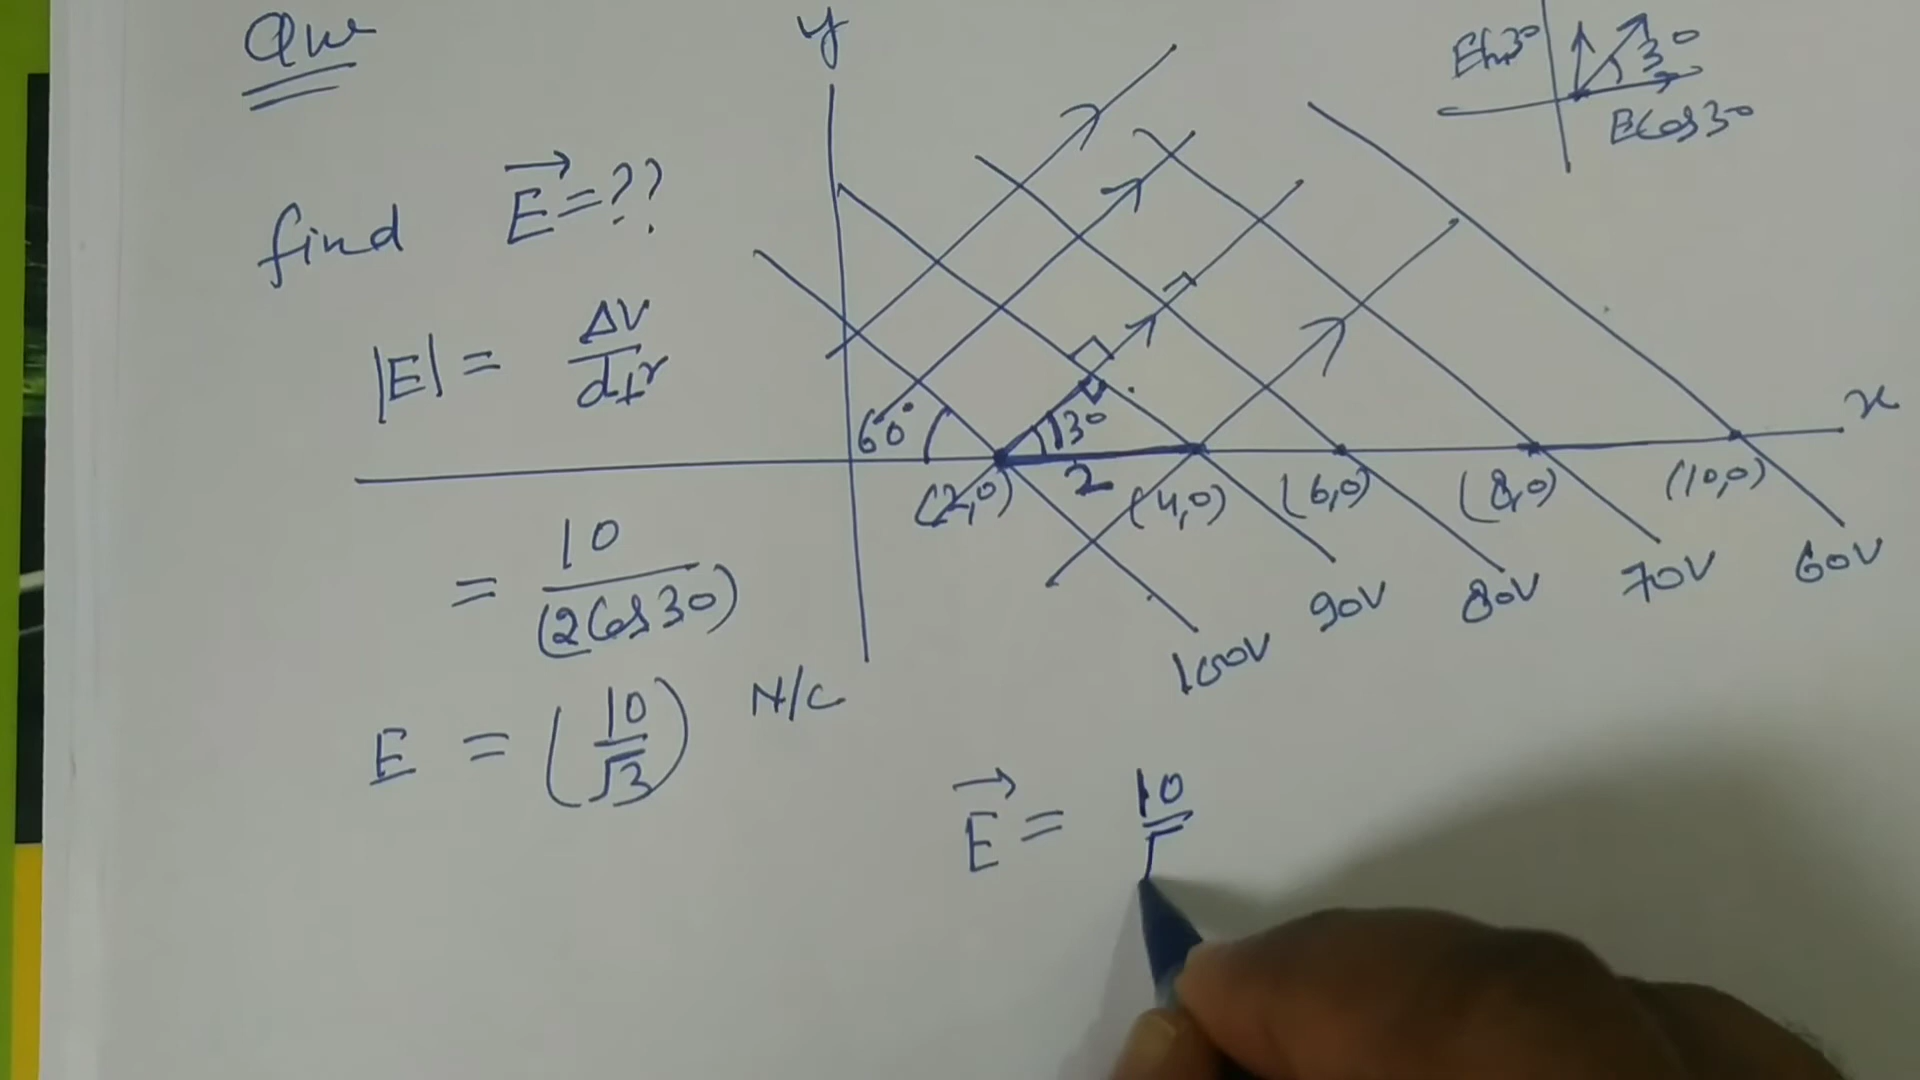 Que
y
E sin 30
30
E cos 30
find E⃗ = ??
|E| = ΔV / d⊥r
x
60°
30
2
(2,0) (4,0) (6,0) (8,0) (10,0)
100V 90V 80V 70V 60V
= 10 / (2 Cos 30)
E = (10/√3) N/C
E⃗ = 10/√